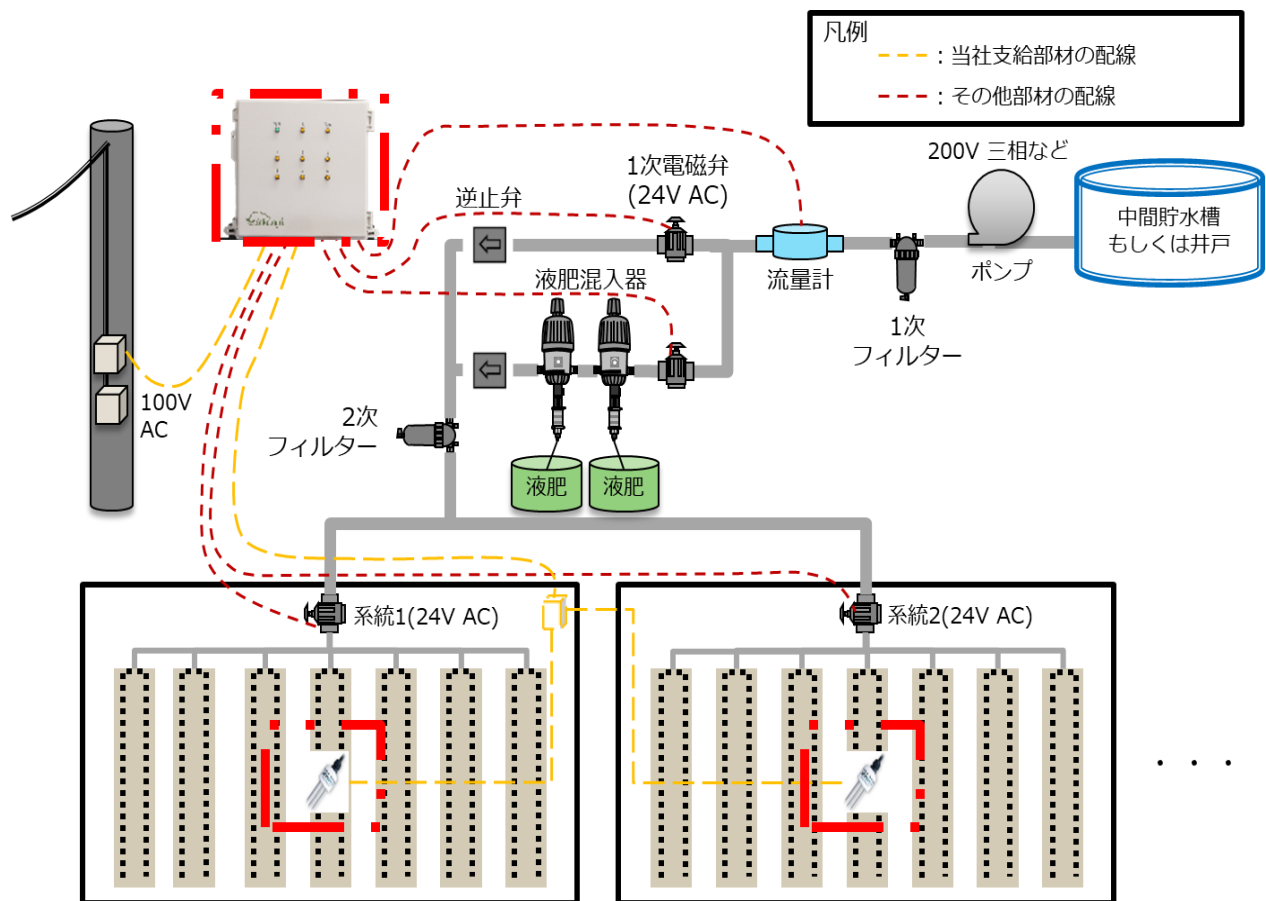 凡例
：当社支給部材の配線
：その他部材の配線
200V 三相など
1次電磁弁
(24V AC)
逆止弁
中間貯水槽
もしくは井戸
ポンプ
流量計
液肥混入器
1次
フィルター
100V
AC
2次
フィルター
液肥
液肥
系統1(24V AC)
系統2(24V AC)
・・・